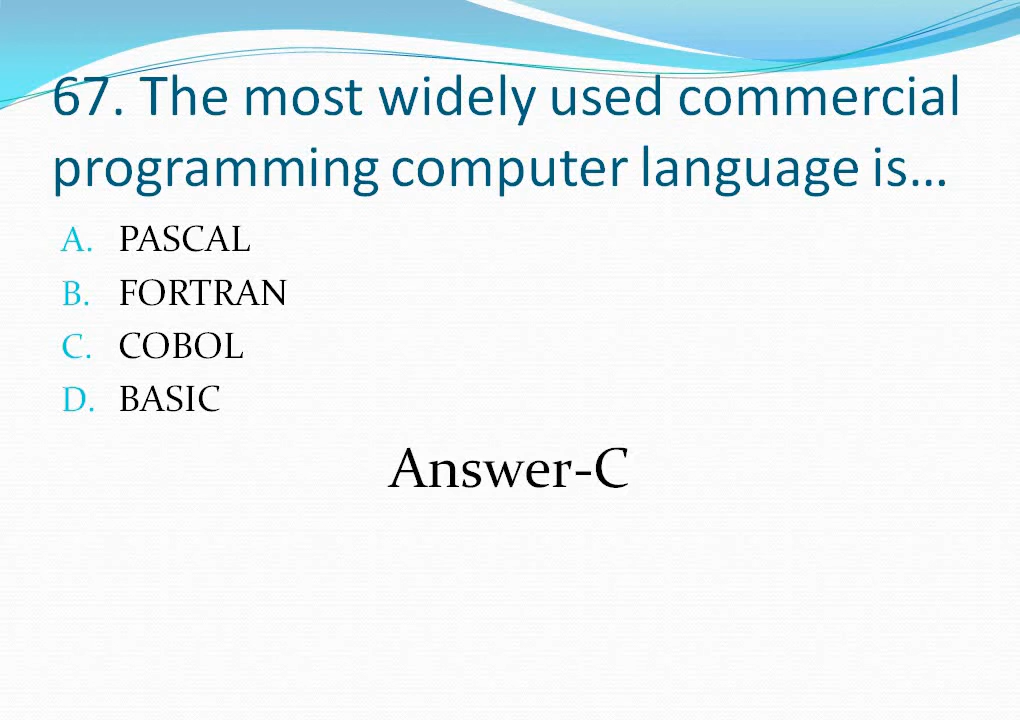 67. The most widely used commercial
programming computer language is…
A. PASCAL
B. FORTRAN
C. COBOL
D. BASIC
Answer-C